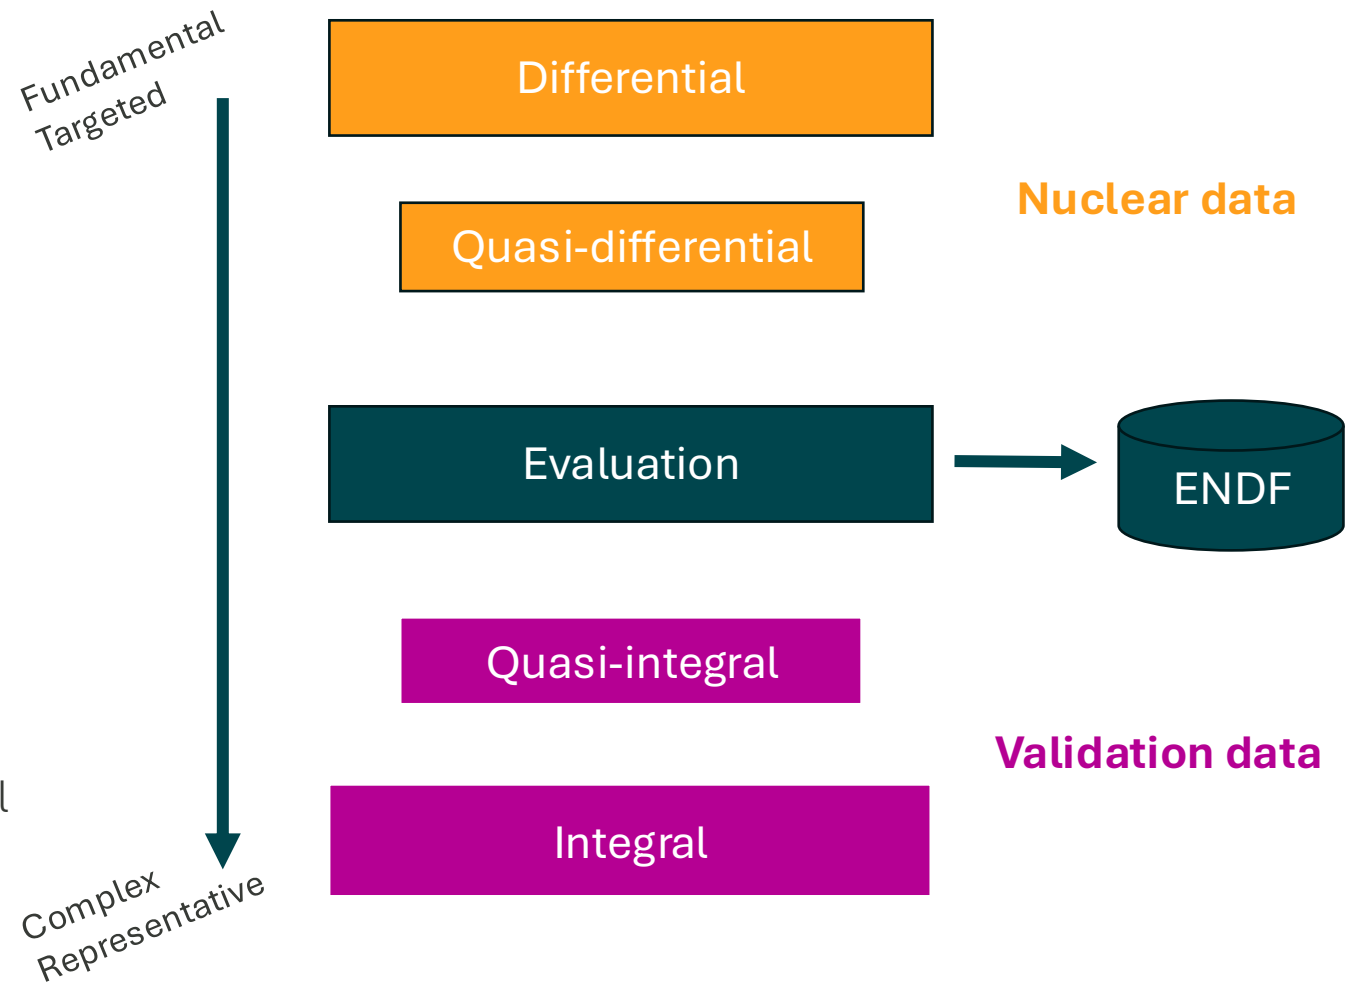 Fundamental
Targeted
Differential
Nuclear data
Quasi-differential
Evaluation
ENDF
Quasi-integral
Validation data
l
Integral
Complex
Representative